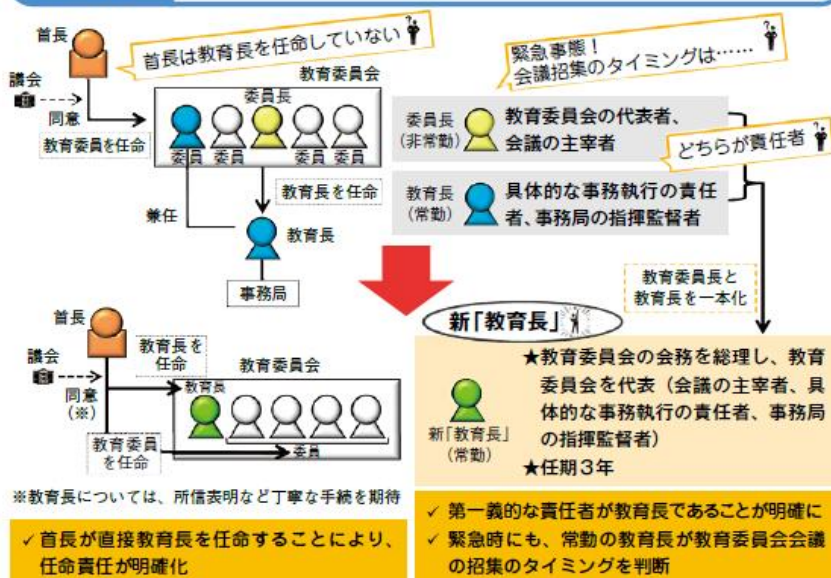 首長
首長は教育長を任命していない
議会
同意
教育委員を任命
教育委員会
委員長
委員 委員 委員 委員
教育長を任命
兼任
教育長
事務局
緊急事態！
会議招集のタイミングは……
委員長
(非常勤)
教育委員会の代表者、
会議の主宰者
どちらが責任者
教育長
(常勤)
具体的な事務執行の責任
者、事務局の指揮監督者
教育委員長と
教育長を一本化
首長
議会
同意
(※)
教育長を
任命
教育委員
を任命
教育委員会
教育長
委員
※教育長については、所信表明など丁寧な手続を期待
✓ 首長が直接教育長を任命することにより、
任命責任が明確化
新「教育長」
新「教育長」
(常勤)
★教育委員会の会務を総理し、教育
委員会を代表（会議の主宰者、具
体的な事務執行の責任者、事務局
の指揮監督者）
★任期３年
✓ 第一義的な責任者が教育長であることが明確に
✓ 緊急時にも、常勤の教育長が教育委員会会議
の招集のタイミングを判断